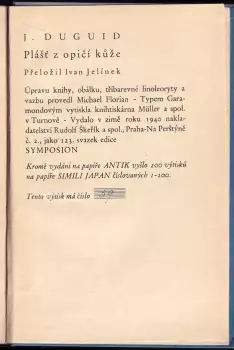 J. DUGUID
Plášť z opičí kůže
Přeložil Ivan Jelínek
Úpravu knihy, obálku, tříbarevné linoleoryty a
vazbu provedl Michael Florian - Typem Gara-
mondovým vytiskla knihtiskárna Müller a spol.
v Turnově - Vydalo v zimě roku 1940 nakla-
datelství Rudolf Škeřík a spol., Praha-Na Perštýně
č. 2., jako 123. svazek edice
SYMPOSION
Kromě vydání na papíře ANTIK vyšlo 200 výtisků
na papíře SIMILI JAPAN číslovaných 1-200.
Tento výtisk má číslo